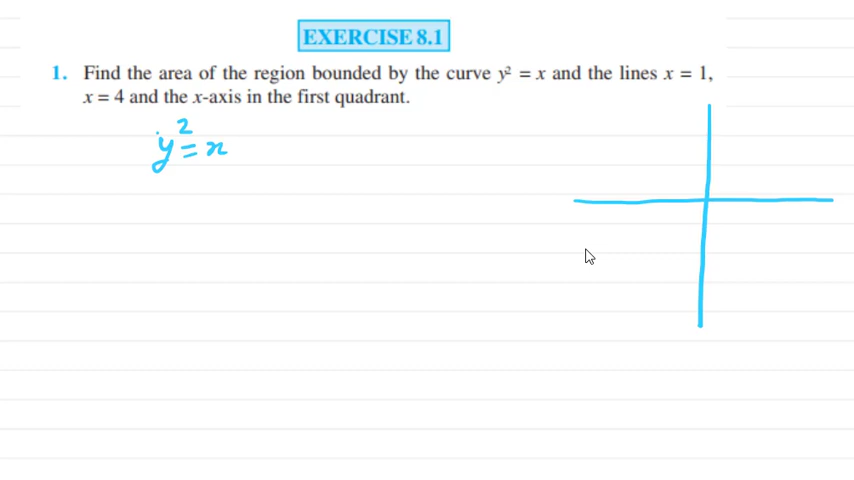 EXERCISE 8.1
1. Find the area of the region bounded by the curve y² = x and the lines x = 1,
x = 4 and the x-axis in the first quadrant.
y² = x